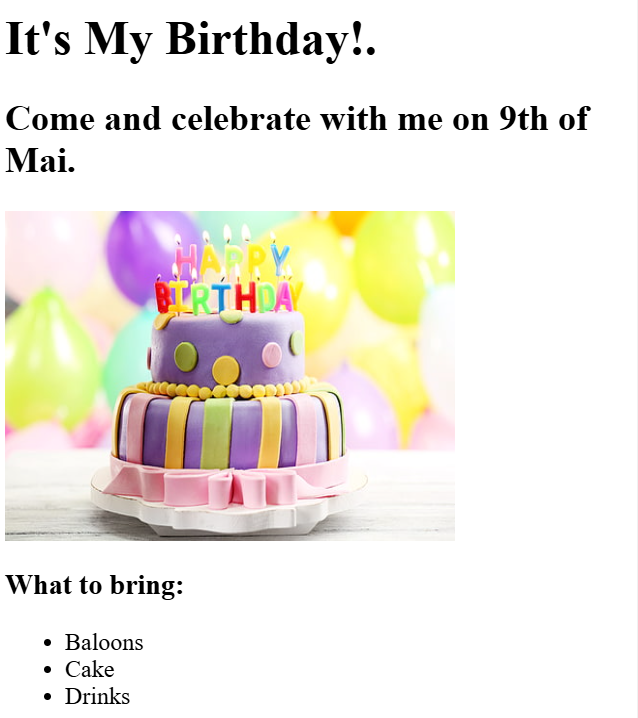 It's My Birthday!.
Come and celebrate with me on 9th of
Mai.
HAPPY
BIRTHDAY
What to bring:
Baloons
Cake
Drinks